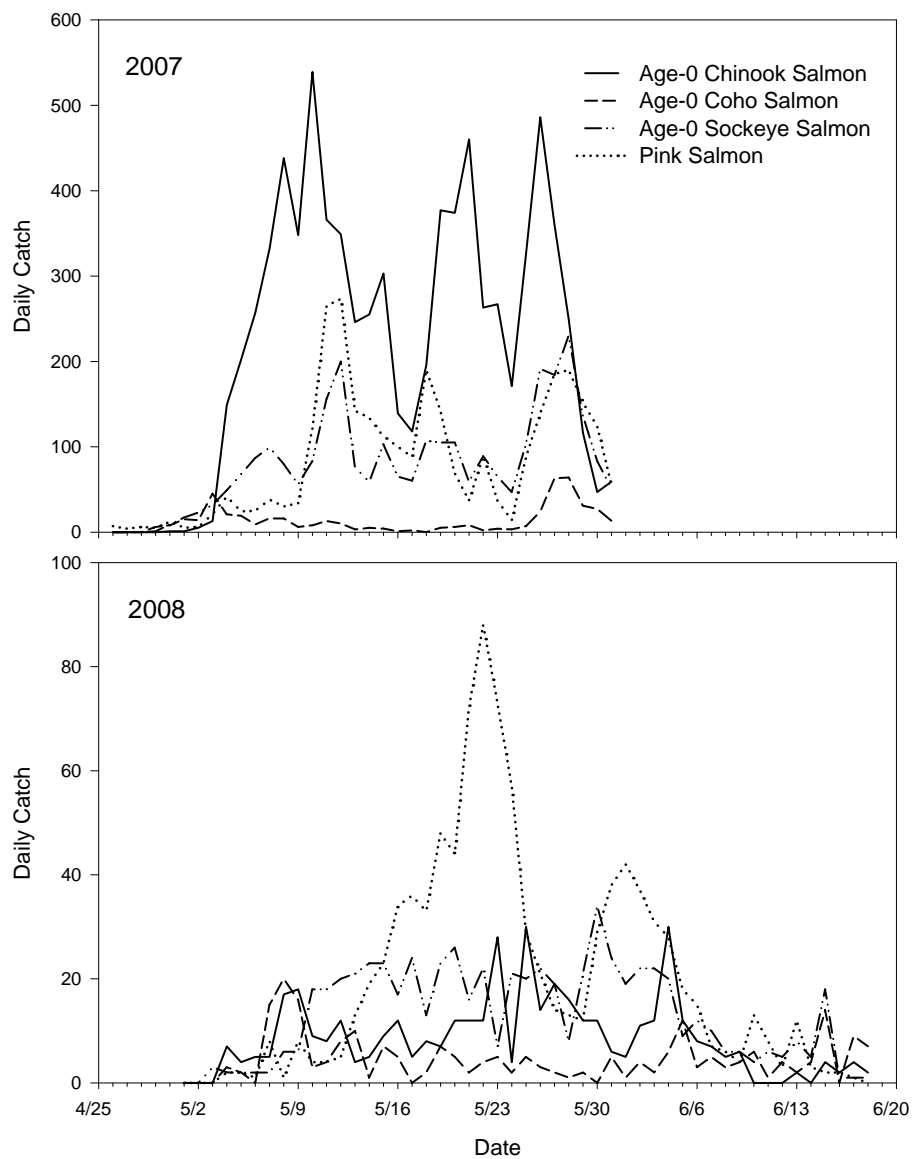 600
2007
Age-0 Chinook Salmon
Age-0 Coho Salmon
Age-0 Sockeye Salmon
Pink Salmon
500
400
300
200
100
0
Daily Catch
100
2008
80
60
40
20
0
Daily Catch
4/25 5/2 5/9 5/16 5/23 5/30 6/6 6/13 6/20
Date